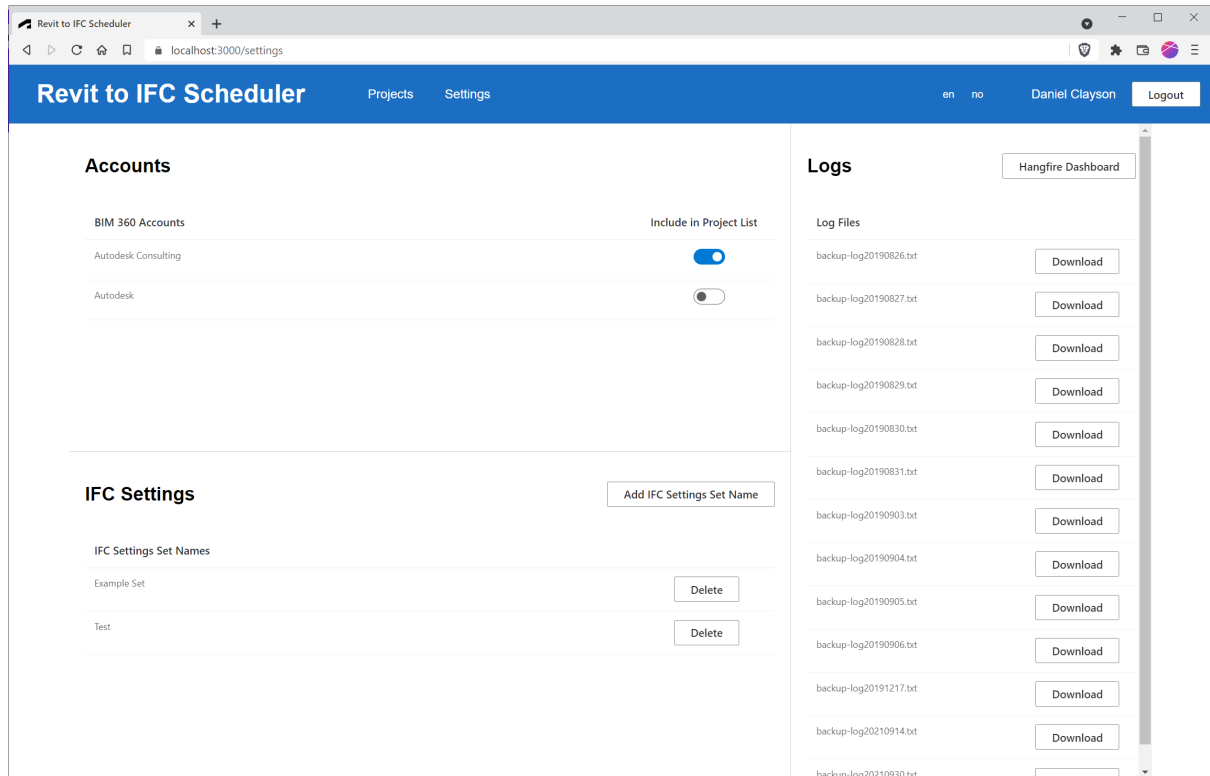 Revit to IFC Scheduler
localhost:3000/settings
Revit to IFC Scheduler
Projects
Settings
en
no
Daniel Clayson
Logout
Accounts
BIM 360 Accounts
Include in Project List
Autodesk Consulting
Autodesk
IFC Settings
Add IFC Settings Set Name
IFC Settings Set Names
Example Set
Delete
Test
Delete
Logs
Hangfire Dashboard
Log Files
backup-log20190826.txt
Download
backup-log20190827.txt
Download
backup-log20190828.txt
Download
backup-log20190829.txt
Download
backup-log20190830.txt
Download
backup-log20190831.txt
Download
backup-log20190903.txt
Download
backup-log20190904.txt
Download
backup-log20190905.txt
Download
backup-log20190906.txt
Download
backup-log20191217.txt
Download
backup-log20210914.txt
Download
backup-log20210930.txt